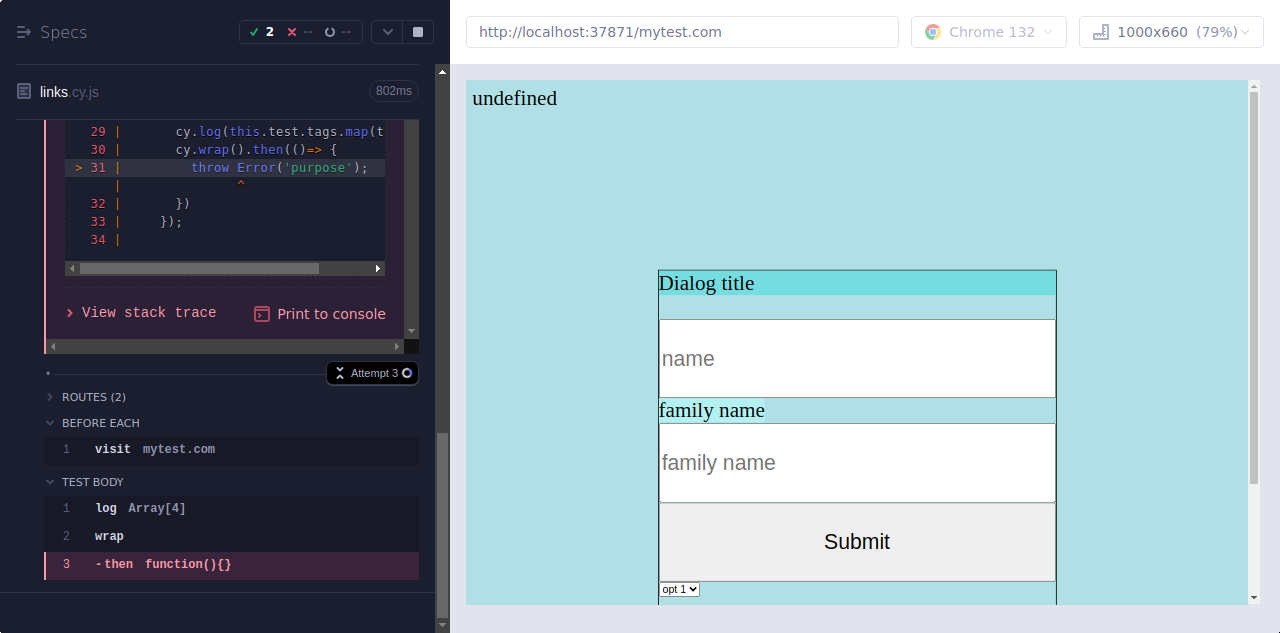 Specs
2 -- --
links.cy.js 802ms
29 | cy.log(this.test.tags.map(t
30 | cy.wrap().then(()=> {
> 31 | throw Error('purpose');
| ^
32 | })
33 | });
34 |
View stack trace Print to console
Attempt 3
ROUTES (2)
BEFORE EACH
1 visit mytest.com
TEST BODY
1 log Array[4]
2 wrap
3 -then function(){}
http://localhost:37871/mytest.com Chrome 132 1000x660 (79%)
undefined
Dialog title
name
family name
family name
Submit
opt 1